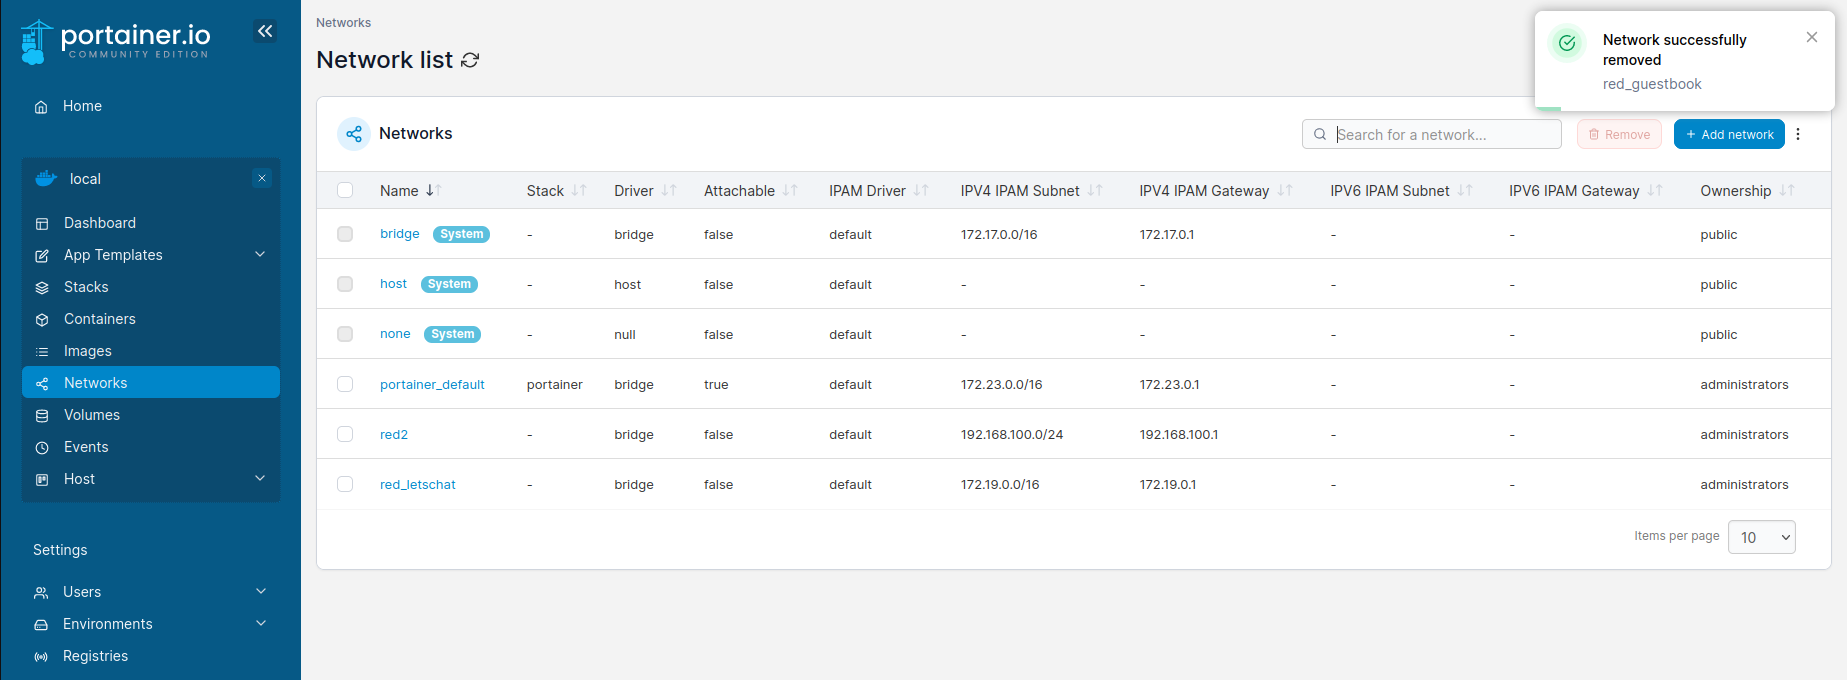 portainer.io
COMMUNITY EDITION
Home
local
Dashboard
App Templates
Stacks
Containers
Images
Networks
Volumes
Events
Host
Settings
Users
Environments
Registries
Networks
Network list
Network successfully
removed
red_guestbook
Networks
Search for a network...
Remove
+ Add network
Name Stack Driver Attachable IPAM Driver IPV4 IPAM Subnet IPV4 IPAM Gateway IPV6 IPAM Subnet IPV6 IPAM Gateway Ownership
bridge System - bridge false default 172.17.0.0/16 172.17.0.1 - - public
host System - host false default - - - - public
none System - null false default - - - - public
portainer_default portainer bridge true default 172.23.0.0/16 172.23.0.1 - - administrators
red2 - bridge false default 192.168.100.0/24 192.168.100.1 - - administrators
red_letschat - bridge false default 172.19.0.0/16 172.19.0.1 - - administrators
Items per page 10